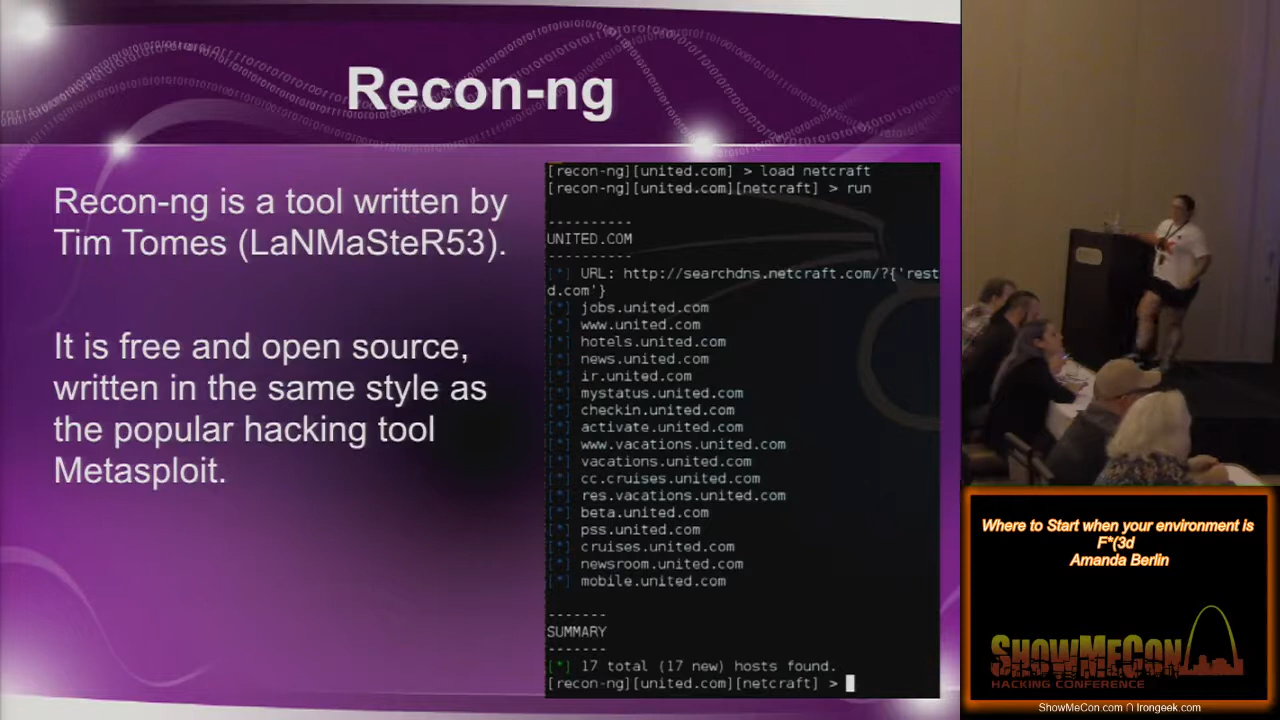 Recon-ng
Recon-ng is a tool written by
Tim Tomes (LaNMaSteR53).
It is free and open source,
written in the same style as
the popular hacking tool
Metasploit.
[recon-ng][united.com] > load netcraft
[recon-ng][united.com][netcraft] > run
----------
UNITED.COM
----------
[*] URL: http://searchdns.netcraft.com/?{'rest
d.com'}
[*] jobs.united.com
[*] www.united.com
[*] hotels.united.com
[*] news.united.com
[*] ir.united.com
[*] mystatus.united.com
[*] checkin.united.com
[*] activate.united.com
[*] www.vacations.united.com
[*] vacations.united.com
[*] cc.cruises.united.com
[*] res.vacations.united.com
[*] beta.united.com
[*] pss.united.com
[*] cruises.united.com
[*] newsroom.united.com
[*] mobile.united.com
-------
SUMMARY
-------
[*] 17 total (17 new) hosts found.
[recon-ng][united.com][netcraft] >
Where to Start when your environment is
F*(3d
Amanda Berlin
ShowMeCon
HACKING CONFERENCE
ShowMeCon.com ∩ Irongeek.com